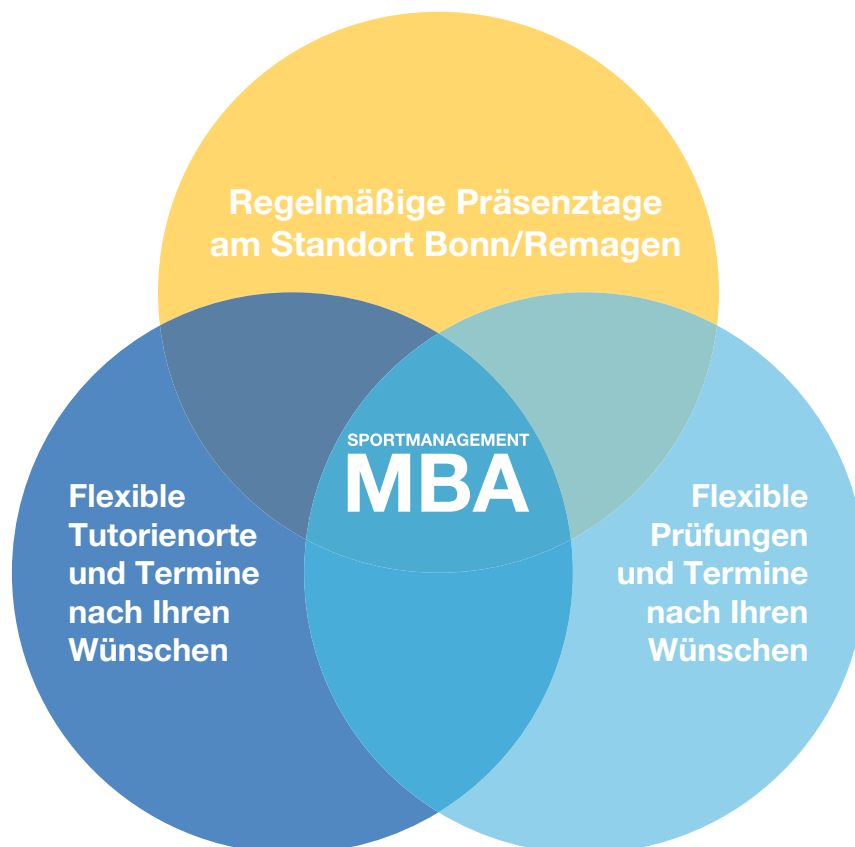 Regelmäßige Präsenztage
am Standort Bonn/Remagen
SPORTMANAGEMENT
MBA
Flexible
Tutorienorte
und Termine
nach Ihren
Wünschen
Flexible
Prüfungen
und Termine
nach Ihren
Wünschen